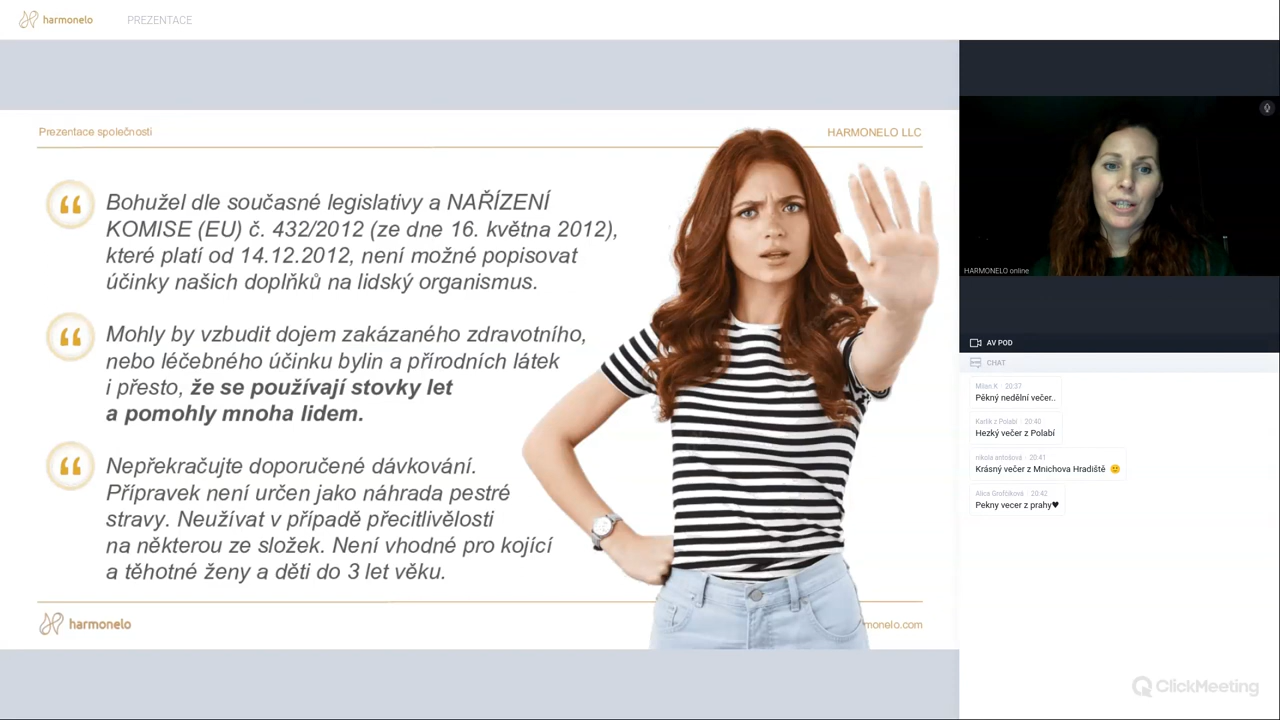 harmonelo
PREZENTACE
Prezentace společnosti
HARMONELO LLC
Bohužel dle současné legislativy a NAŘÍZENÍ
KOMISE (EU) č. 432/2012 (ze dne 16. května 2012),
které platí od 14.12.2012, není možné popisovat
účinky našich doplňků na lidský organismus.
Mohly by vzbudit dojem zakázaného zdravotního,
nebo léčebného účinku bylin a přírodních látek
i přesto, že se používají stovky let
a pomohly mnoha lidem.
Nepřekračujte doporučené dávkování.
Přípravek není určen jako náhrada pestré
stravy. Neužívat v případě přecitlivělosti
na některou ze složek. Není vhodné pro kojící
a těhotné ženy a děti do 3 let věku.
harmonelo
monelo.com
HARMONELO online
AV POD
CHAT
Milan K · 20:37
Pěkný nedělní večer..
Karlík z Polabí · 20:40
Hezký večer z Polabí
nikola antošová · 20:41
Krásný večer z Mnichova Hradiště 🙂
Alica Grofčíková · 20:42
Pekny vecer z prahy♥
ClickMeeting